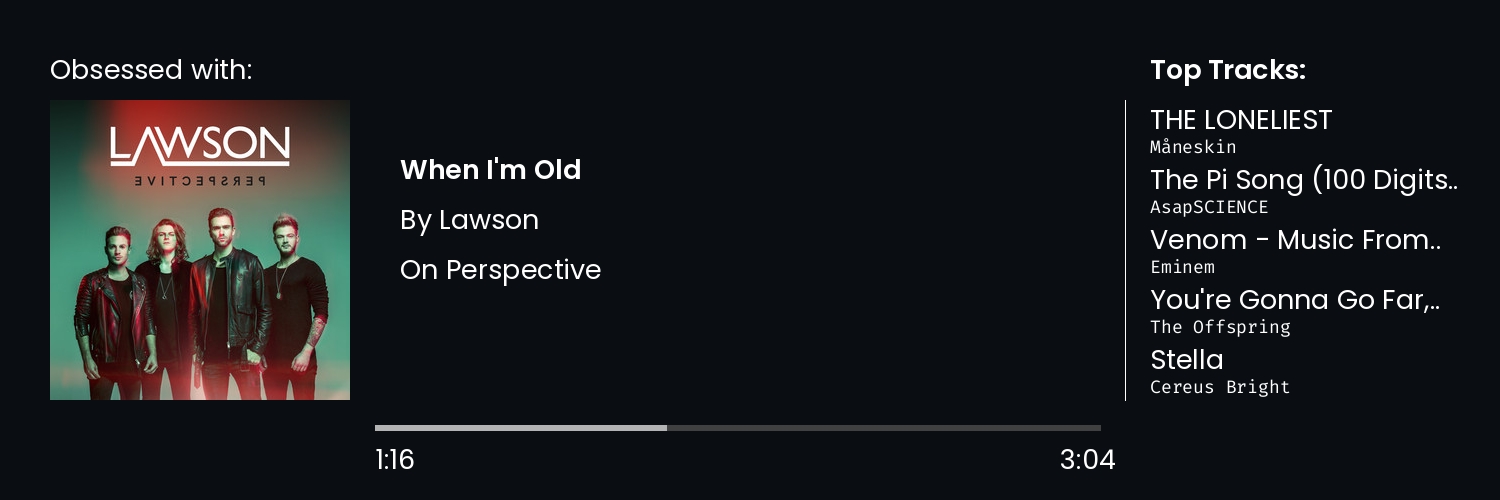 Obsessed with:
LAWSON
PERSPECTIVE
When I'm Old
By Lawson
On Perspective
1:16
3:04
Top Tracks:
THE LONELIEST
Måneskin
The Pi Song (100 Digits..
AsapSCIENCE
Venom - Music From..
Eminem
You're Gonna Go Far,..
The Offspring
Stella
Cereus Bright